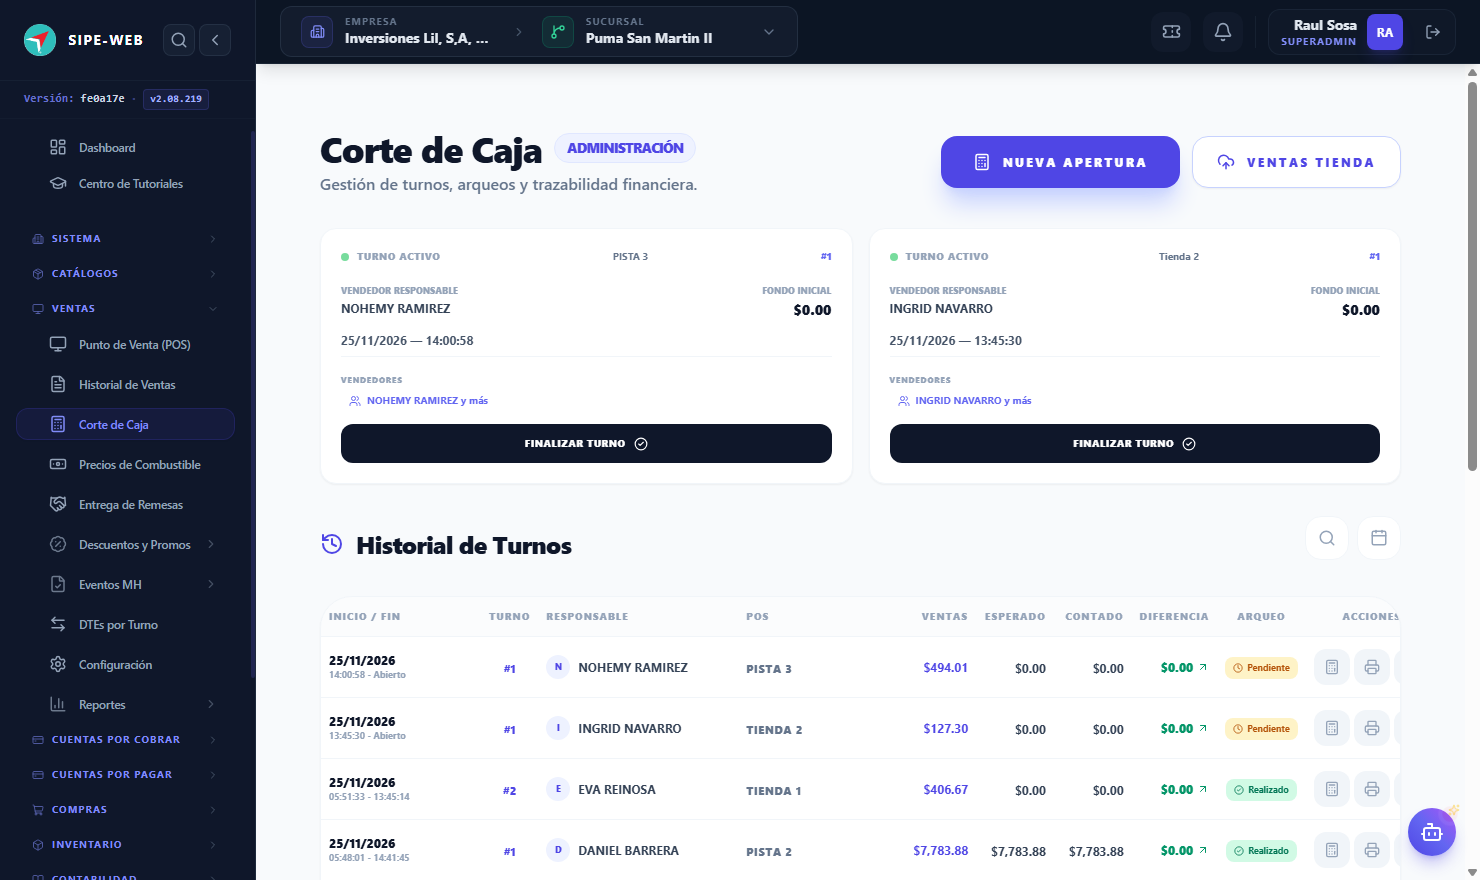 SIPE-WEB
Versión: fe0a17e · v2.08.219
Dashboard
Centro de Tutoriales
SISTEMA
CATÁLOGOS
VENTAS
Punto de Venta (POS)
Historial de Ventas
Corte de Caja
Precios de Combustible
Entrega de Remesas
Descuentos y Promos
Eventos MH
DTEs por Turno
Configuración
Reportes
CUENTAS POR COBRAR
CUENTAS POR PAGAR
COMPRAS
INVENTARIO
CONTABILIDAD
EMPRESA
Inversiones Lil, S,A, ...
SUCURSAL
Puma San Martin II
Raul Sosa
SUPERADMIN
RA
Corte de Caja ADMINISTRACIÓN
Gestión de turnos, arqueos y trazabilidad financiera.
NUEVA APERTURA
VENTAS TIENDA
TURNO ACTIVO PISTA 3 #1
VENDEDOR RESPONSABLE FONDO INICIAL
NOHEMY RAMIREZ $0.00
25/11/2026 — 14:00:58
VENDEDORES
NOHEMY RAMIREZ y más
FINALIZAR TURNO
TURNO ACTIVO Tienda 2 #1
VENDEDOR RESPONSABLE FONDO INICIAL
INGRID NAVARRO $0.00
25/11/2026 — 13:45:30
VENDEDORES
INGRID NAVARRO y más
FINALIZAR TURNO
Historial de Turnos
INICIO / FIN TURNO RESPONSABLE POS VENTAS ESPERADO CONTADO DIFERENCIA ARQUEO ACCIONES
25/11/2026
14:00:58 - Abierto
#1 N NOHEMY RAMIREZ PISTA 3 $494.01 $0.00 $0.00 $0.00 Pendiente
25/11/2026
13:45:30 - Abierto
#1 I INGRID NAVARRO TIENDA 2 $127.30 $0.00 $0.00 $0.00 Pendiente
25/11/2026
05:51:33 - 13:45:14
#2 E EVA REINOSA TIENDA 1 $406.67 $0.00 $0.00 $0.00 Realizado
25/11/2026
05:48:01 - 14:41:45
#1 D DANIEL BARRERA PISTA 2 $7,783.88 $7,783.88 $7,783.88 $0.00 Realizado